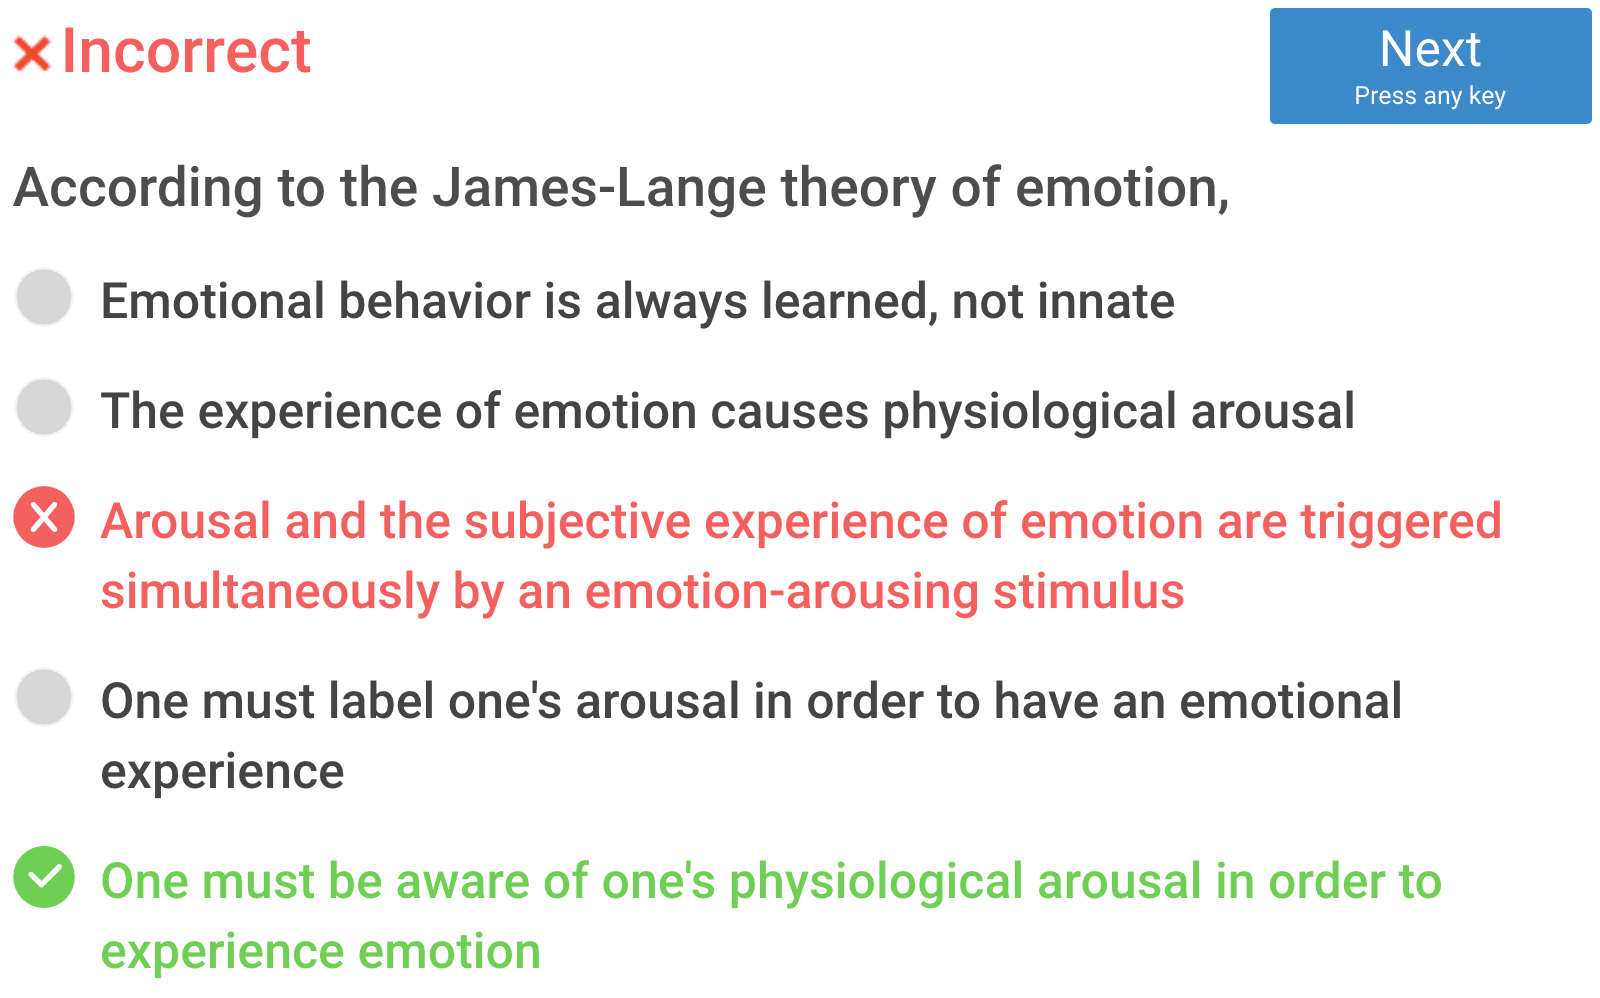 Incorrect
Next
Press any key
According to the James-Lange theory of emotion,
Emotional behavior is always learned, not innate
The experience of emotion causes physiological arousal
Arousal and the subjective experience of emotion are triggered
simultaneously by an emotion-arousing stimulus
One must label one's arousal in order to have an emotional
experience
One must be aware of one's physiological arousal in order to
experience emotion